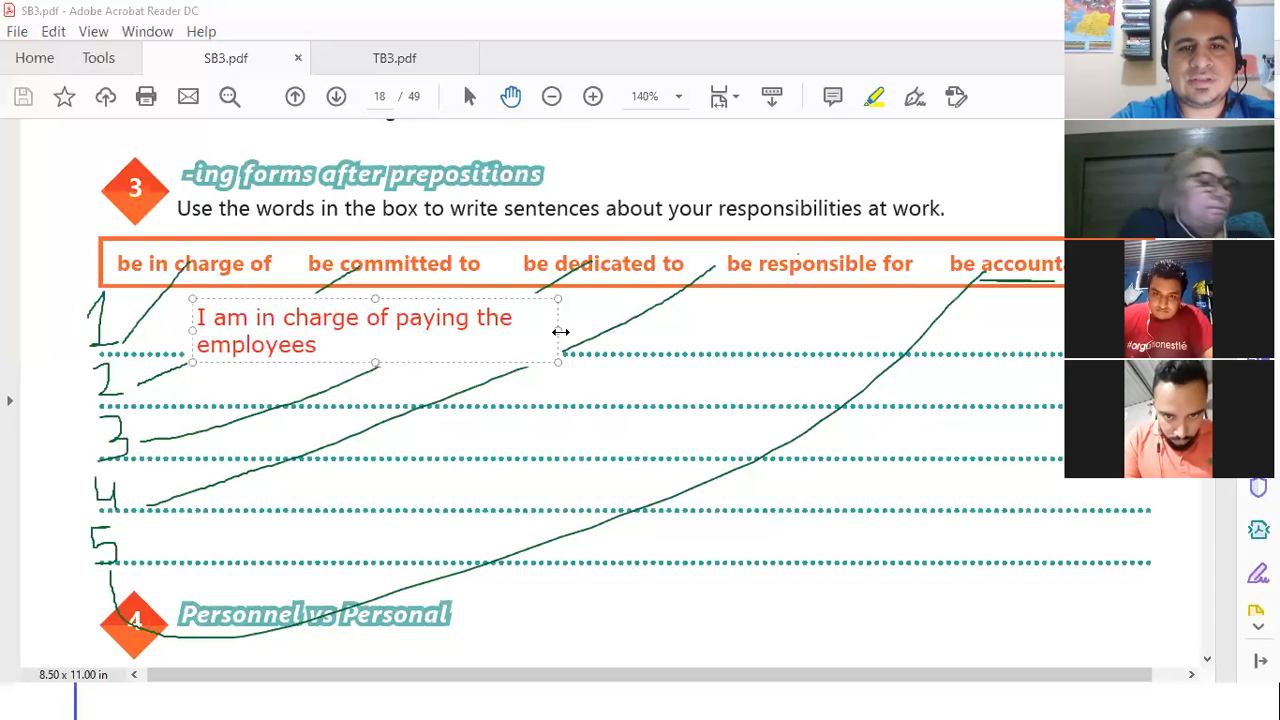 SB3.pdf - Adobe Acrobat Reader DC
File Edit View Window Help
Home Tools SB3.pdf × TB3.pdf
18 / 49 140%
3 -ing forms after prepositions
Use the words in the box to write sentences about your responsibilities at work.
be in charge of be committed to be dedicated to be responsible for be account
1 I am in charge of paying the
employees
2
3
4
5
4 Personnel vs Personal
8.50 x 11.00 in